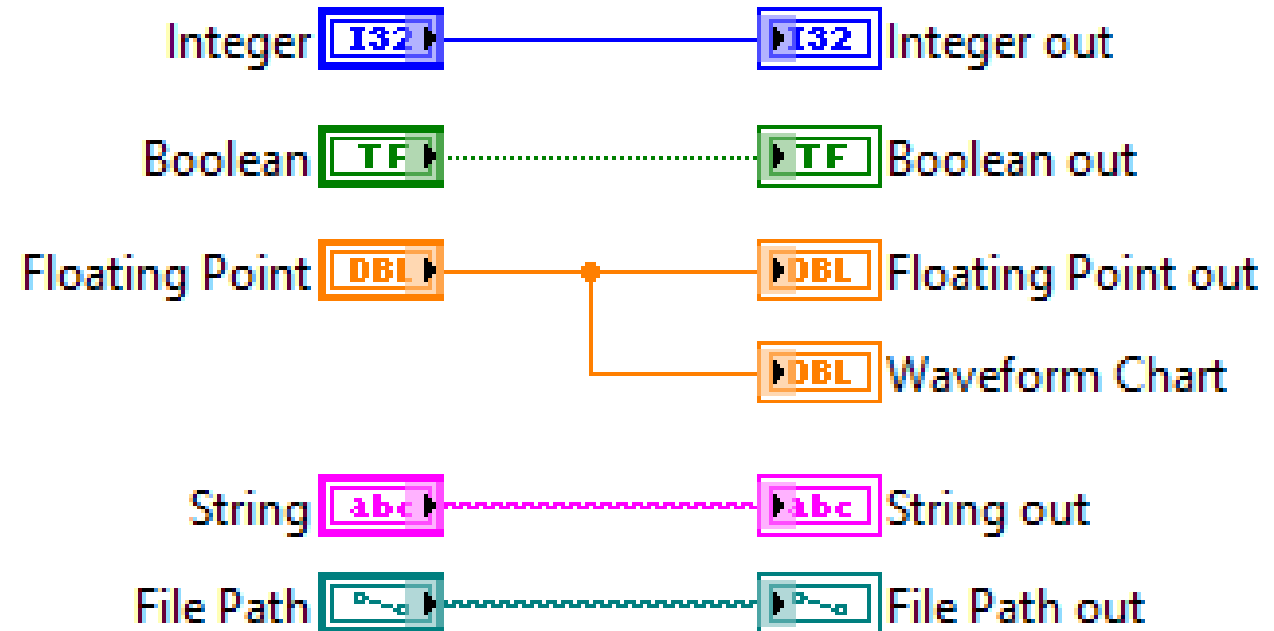 Integer I32 I32 Integer out
Boolean TF TF Boolean out
Floating Point DBL DBL Floating Point out
DBL Waveform Chart
String abc abc String out
File Path File Path out